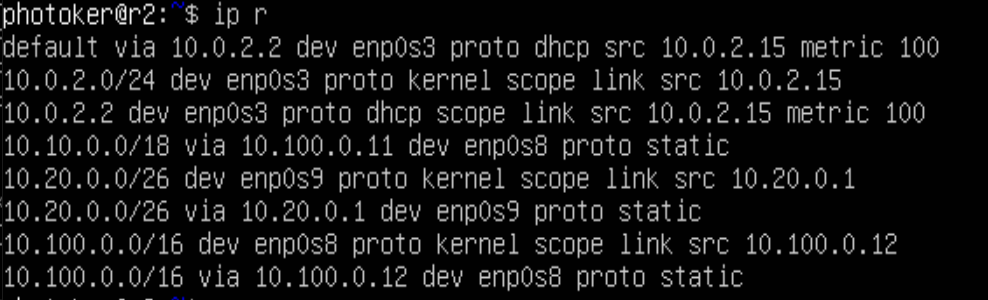 photoker@r2:~$ ip r
default via 10.0.2.2 dev enp0s3 proto dhcp src 10.0.2.15 metric 100
10.0.2.0/24 dev enp0s3 proto kernel scope link src 10.0.2.15
10.0.2.2 dev enp0s3 proto dhcp scope link src 10.0.2.15 metric 100
10.10.0.0/18 via 10.100.0.11 dev enp0s8 proto static
10.20.0.0/26 dev enp0s9 proto kernel scope link src 10.20.0.1
10.20.0.0/26 via 10.20.0.1 dev enp0s9 proto static
10.100.0.0/16 dev enp0s8 proto kernel scope link src 10.100.0.12
10.100.0.0/16 via 10.100.0.12 dev enp0s8 proto static